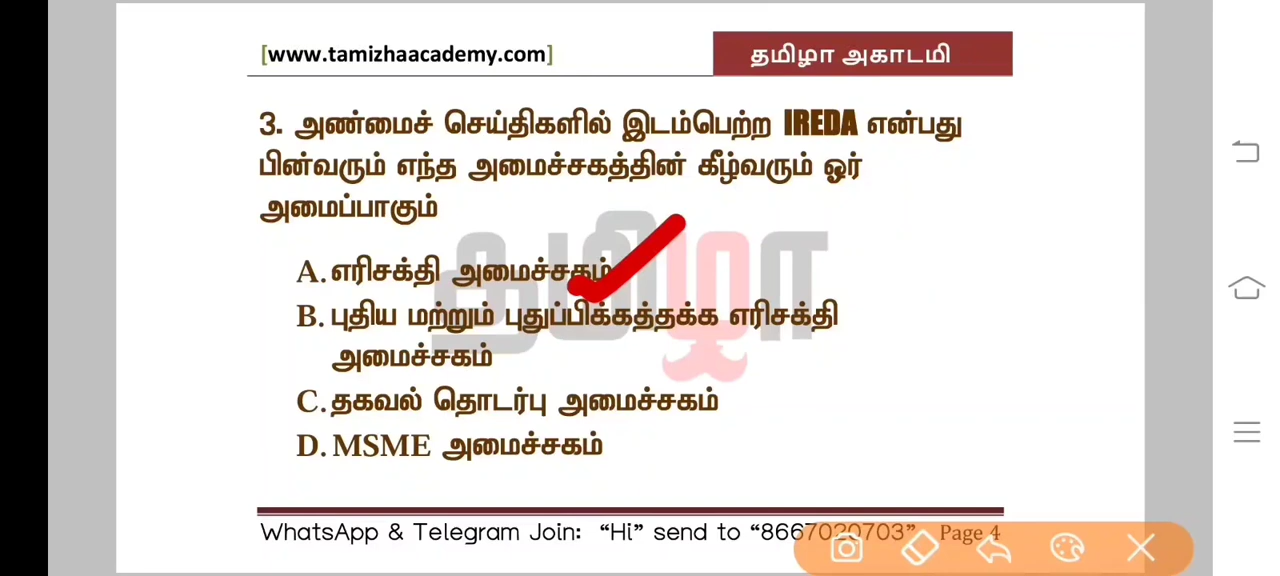 [www.tamizhaacademy.com]
தமிழா அகாடமி
3. அண்மைச் செய்திகளில் இடம்பெற்ற IREDA என்பது
பின்வரும் எந்த அமைச்சகத்தின் கீழ்வரும் ஓர்
அமைப்பாகும்
தமிழா
A. எரிசக்தி அமைச்சகம்
B. புதிய மற்றும் புதுப்பிக்கத்தக்க எரிசக்தி
அமைச்சகம்
C. தகவல் தொடர்பு அமைச்சகம்
D. MSME அமைச்சகம்
WhatsApp & Telegram Join: “Hi” send to “8667020703” Page 4